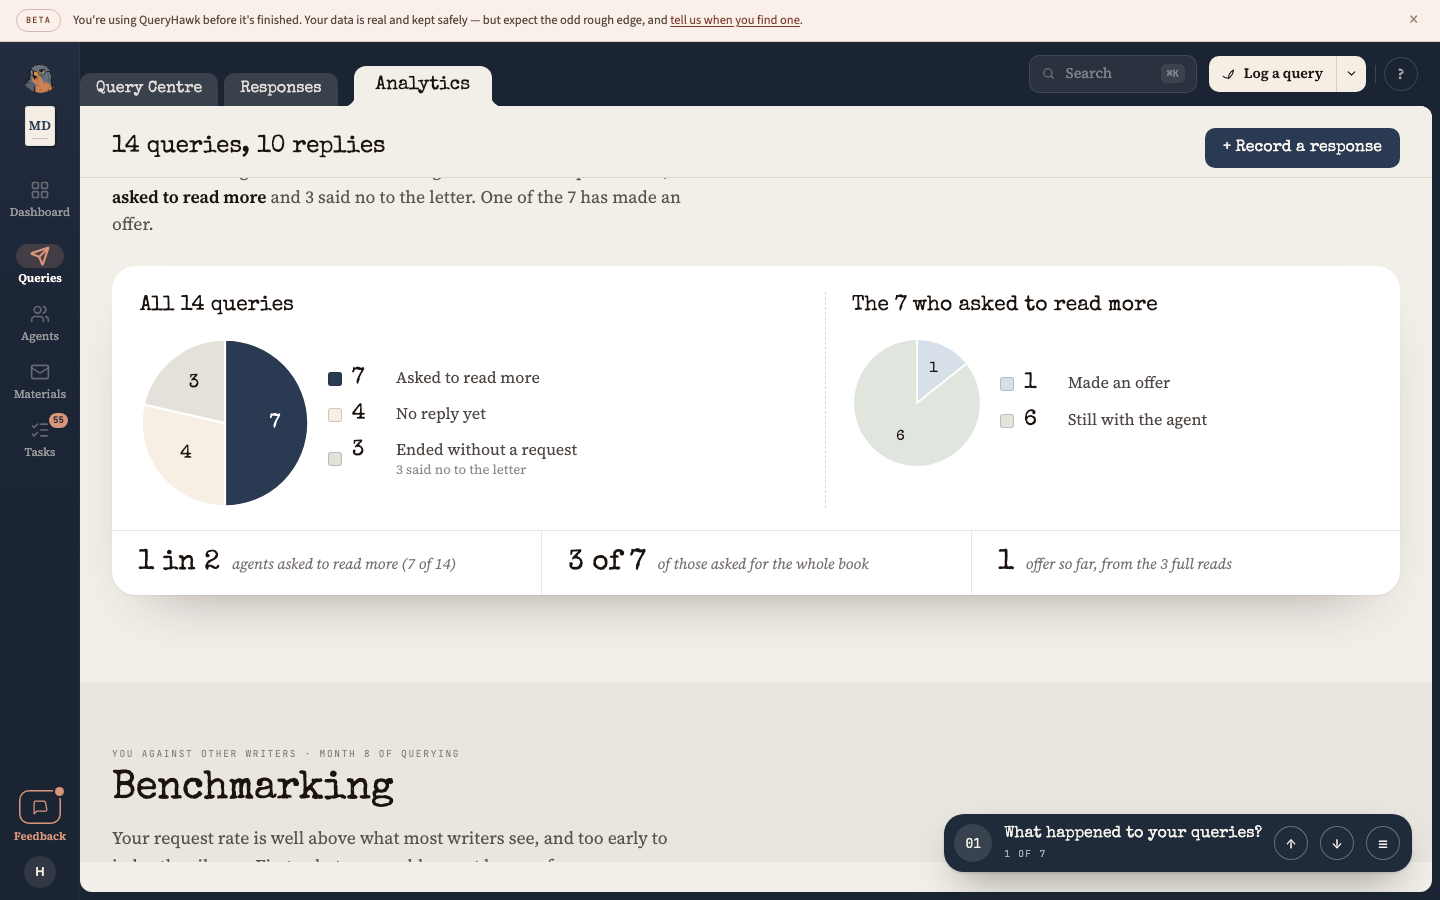 BETA
You're using QueryHawk before it's finished. Your data is real and kept safely — but expect the odd rough edge, and tell us when you find one.
×
MD
Query Centre
Responses
Analytics
Search
⌘K
Log a query
?
14 queries, 10 replies
+ Record a response
Dashboard
Queries
Agents
Materials
55
Tasks
Feedback
H
asked to read more and 3 said no to the letter. One of the 7 has made an
offer.
All 14 queries
3
7
4
7 Asked to read more
4 No reply yet
3 Ended without a request
3 said no to the letter
The 7 who asked to read more
1
6
1 Made an offer
6 Still with the agent
1 in 2 agents asked to read more (7 of 14)
3 of 7 of those asked for the whole book
1 offer so far, from the 3 full reads
YOU AGAINST OTHER WRITERS · MONTH 8 OF QUERYING
Benchmarking
Your request rate is well above what most writers see, and too early to
01
What happened to your queries?
1 OF 7